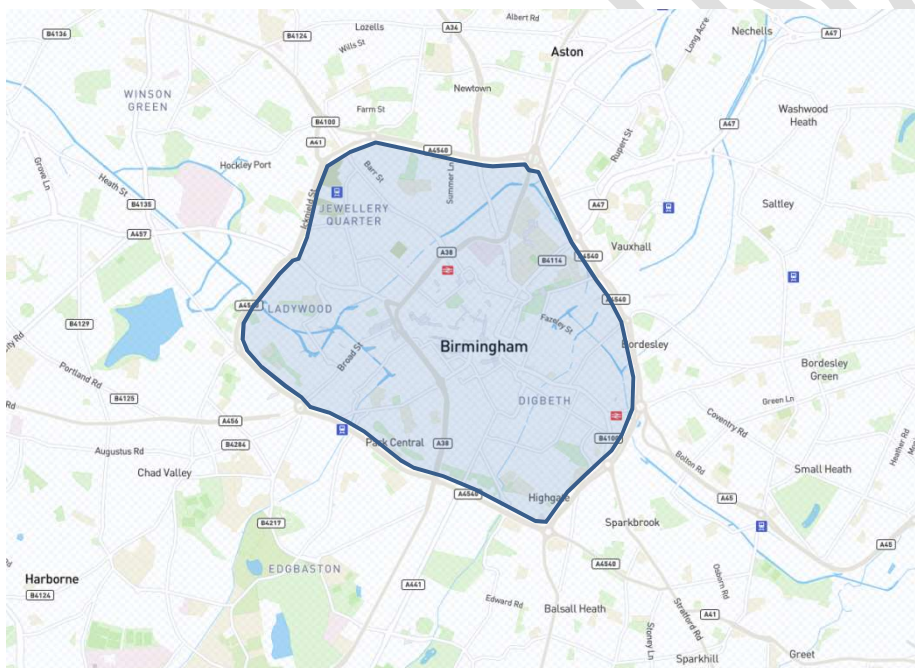 Albert Rd
Lozells
A34
B4136
B4124
Nechells
A47
Wills St
Long Acre
Aston
Newtown
WINSON
GREEN
Farm St
Washwood
Heath
B4100
A47
A41
A4540
Rupert St
Hockley Port
Barr St
Summer Ln
Grove Ln
Heath St
Icknield St
B4135
JEWELLERY
QUARTER
A47
Saltley
A457
Vauxhall
A38
B4114
A4540
LADYWOOD
A4540
B4129
Fazeley St
Bordesley
Broad St
Birmingham
Bordesley
Green
Portland Rd
B4125
DIGBETH
Green Ln
Rd
A456
Coventry Rd
B4284
Park Central
A38
B4100
Augustus Rd
Bolton Rd
Heather Rd
Chad Valley
Small Heath
A4540
Highgate
A45
B4217
Sparkbrook
A45
EDGBASTON
A4540
Harborne
A441
Osborn Rd
B4124
Edward Rd
Balsall Heath
Stratford Rd
A41
Stoney Ln
Sparkhill
Greet